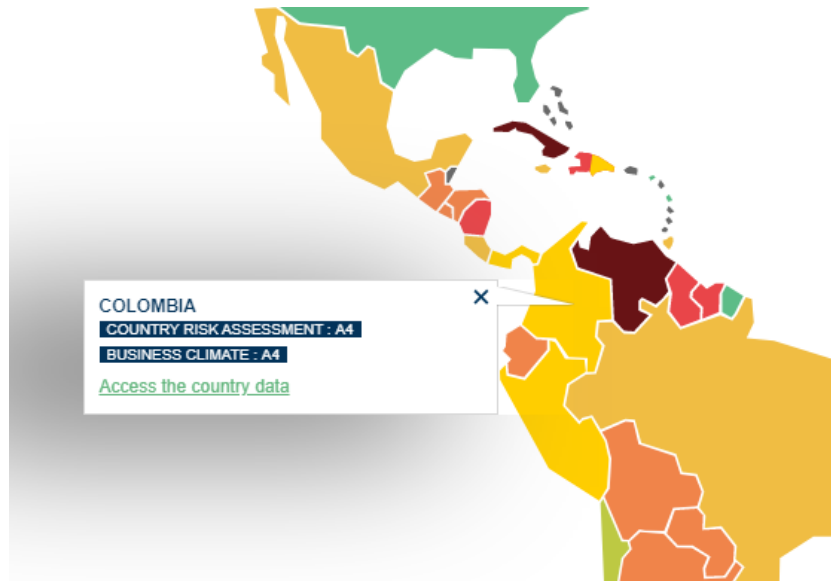 COLOMBIA
COUNTRY RISK ASSESSMENT : A4
BUSINESS CLIMATE : A4
Access the country data